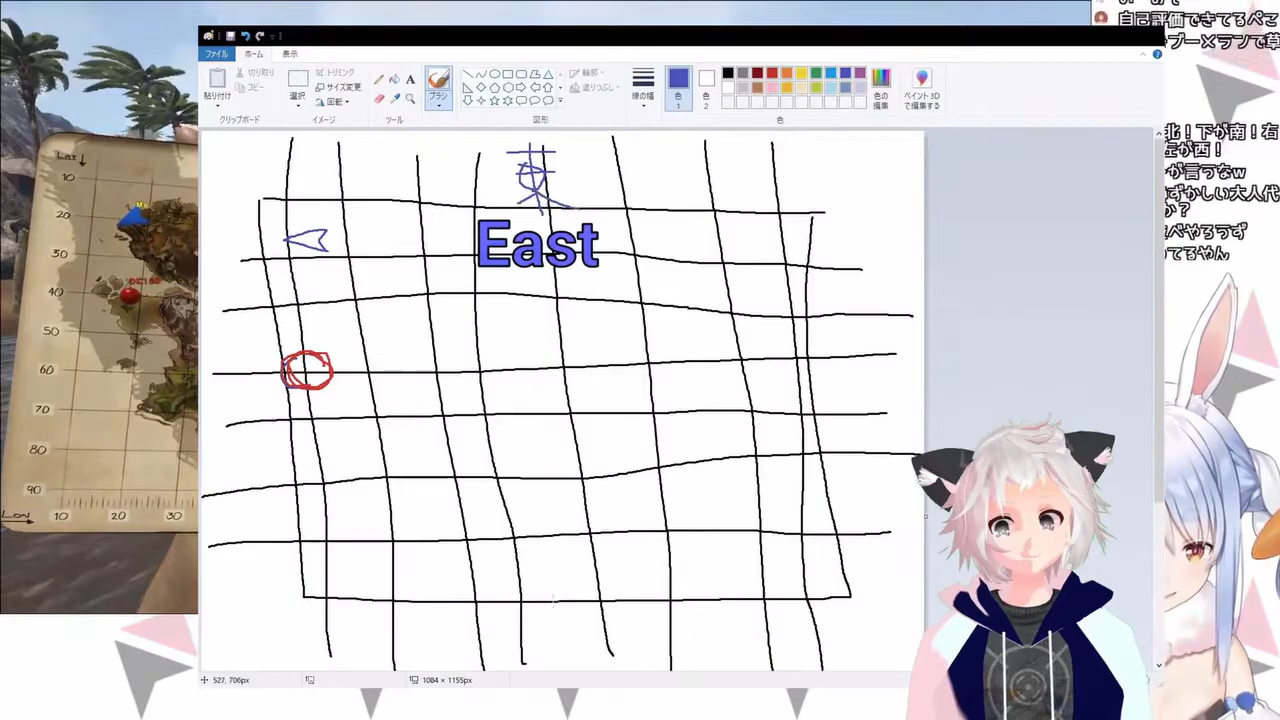 自己評価できてるぺこ
ファイル ホーム 表示
切り取り
コピー
貼り付け
クリップボード
トリミング
サイズ変更
回転
選択
イメージ
A
ツール
ブラシ
輪郭
塗りつぶし
図形
線の幅
色
1
色
2
色の
編集
ペイント 3D
で編集する
色
東
East
北!下が南!右
左が西!
が言うなw
ずかしい大人代
か?
べやろうず
てるやん
Lat
10
20
30
40
50
60
70
80
90
Lon
10 20 30
527, 706px
1084 × 1155px